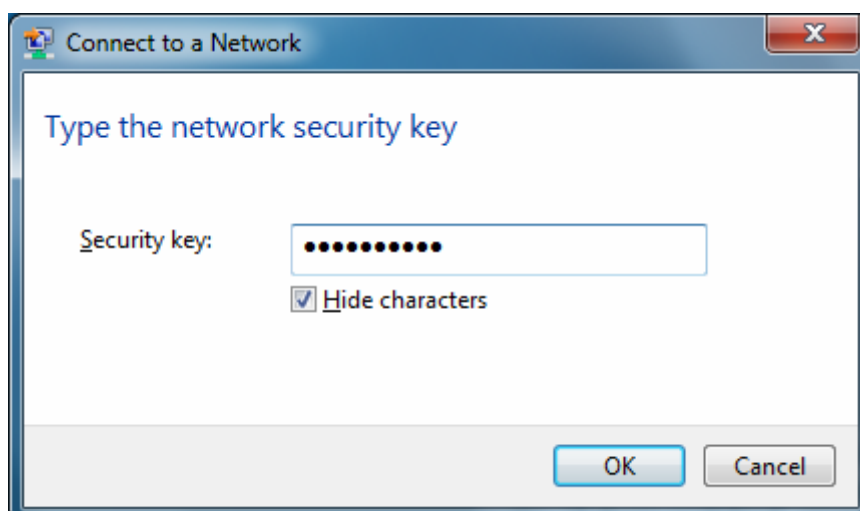 Connect to a Network
Type the network security key
Security key: ••••••••••
Hide characters
OK Cancel